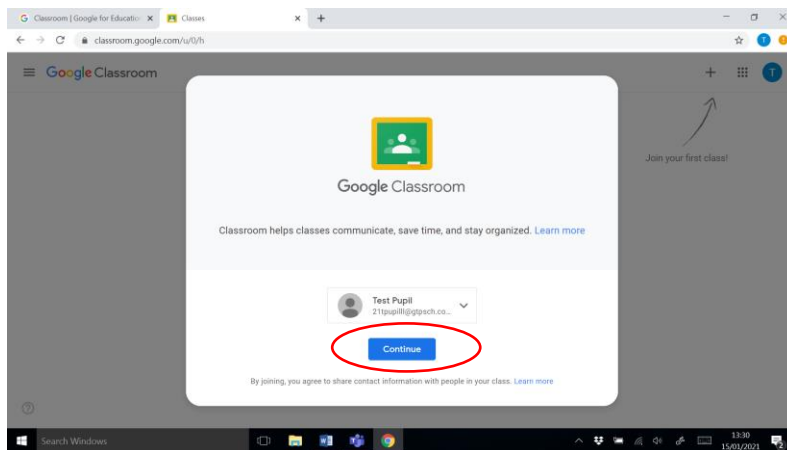 Classroom | Google for Educatio
Classes
classroom.google.com/u/0/h
Google Classroom
T
Join your first class!
Google Classroom
Classroom helps classes communicate, save time, and stay organized. Learn more
Test Pupil
21tpupilli@gtpsch.co...
Continue
By joining, you agree to share contact information with people in your class. Learn more
Search Windows
13:30
15/01/2021